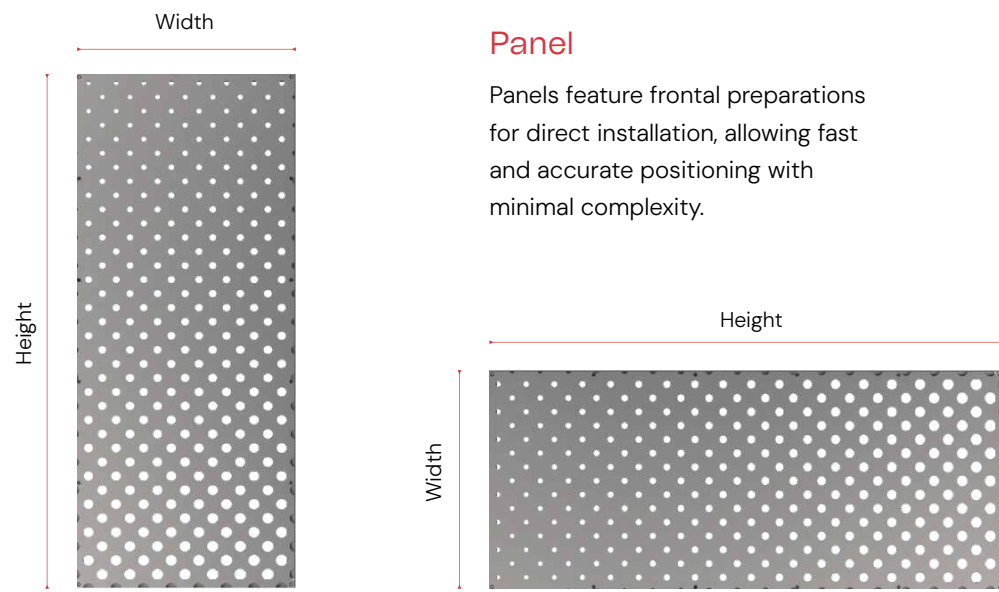 Width
Height
Panel
Panels feature frontal preparations
for direct installation, allowing fast
and accurate positioning with
minimal complexity.
Height
Width